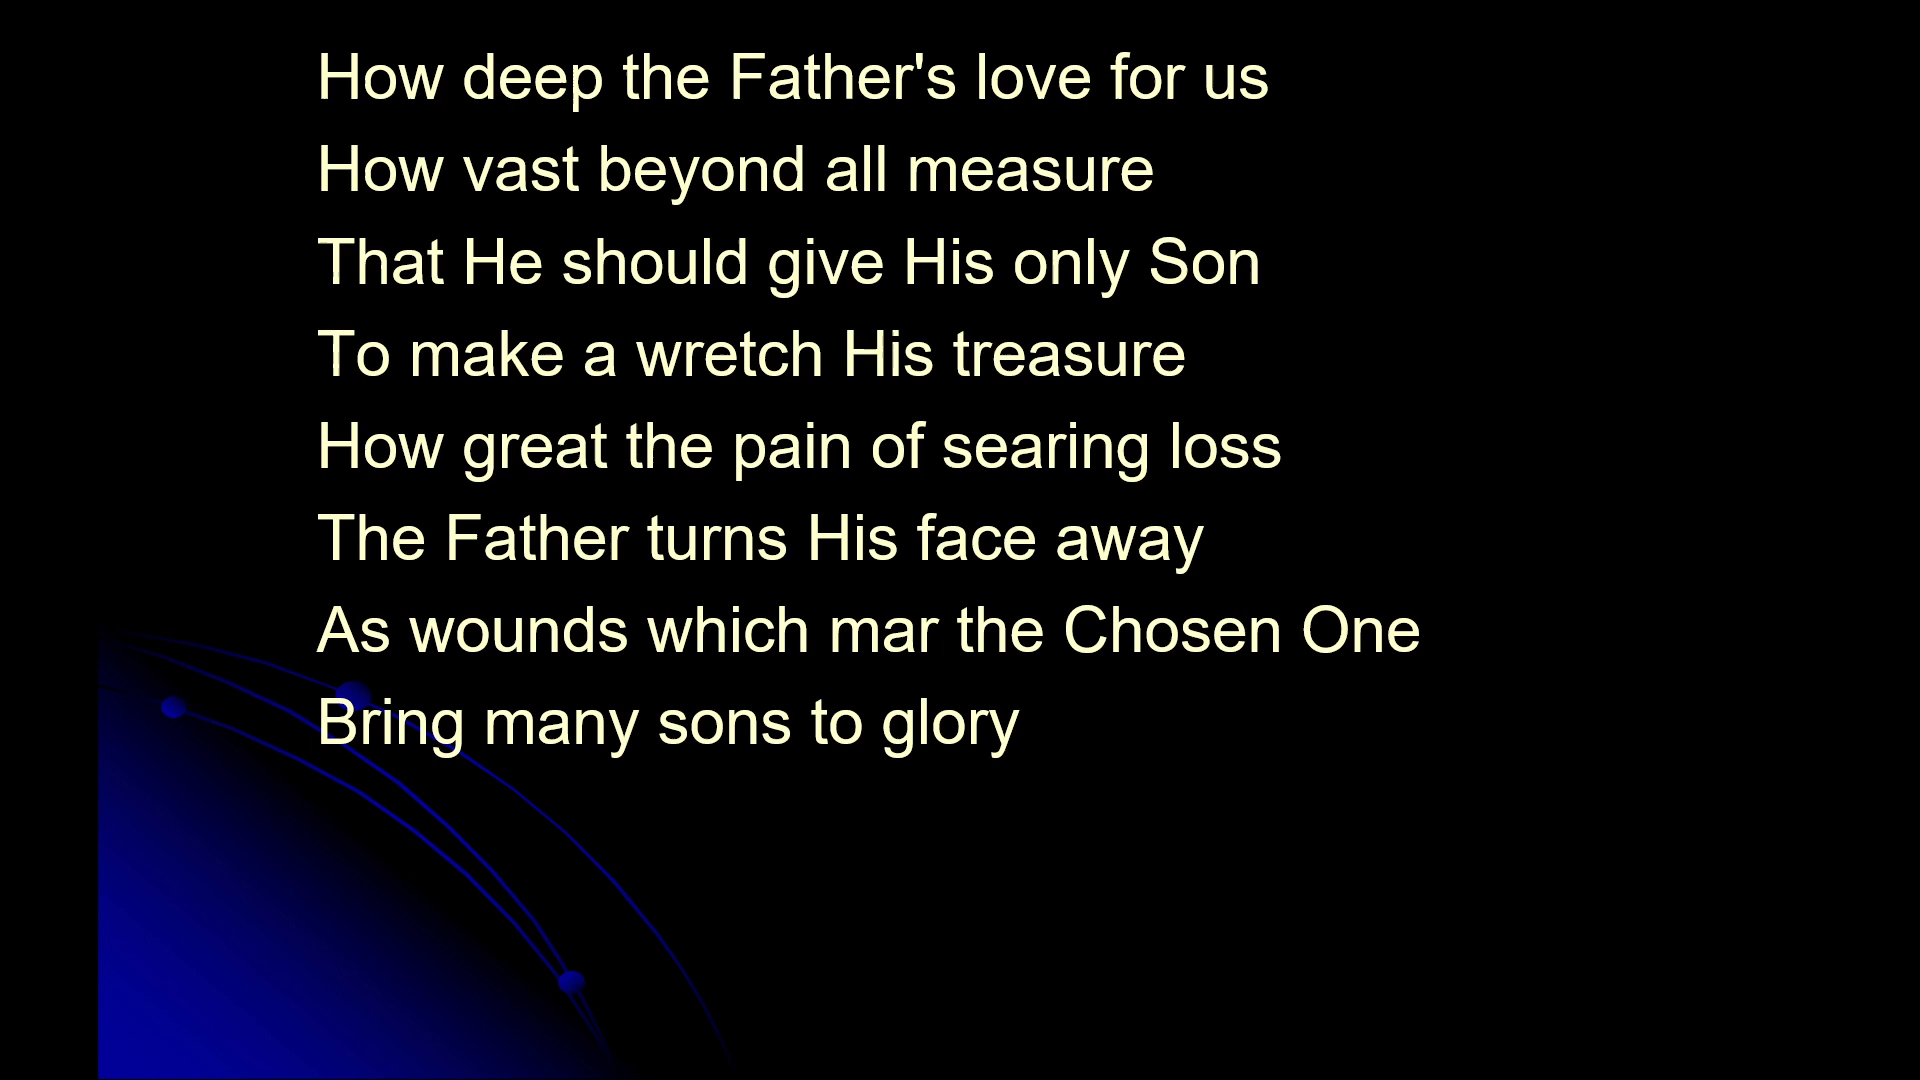 How deep the Father's love for us
How vast beyond all measure
That He should give His only Son
To make a wretch His treasure
How great the pain of searing loss
The Father turns His face away
As wounds which mar the Chosen One
Bring many sons to glory